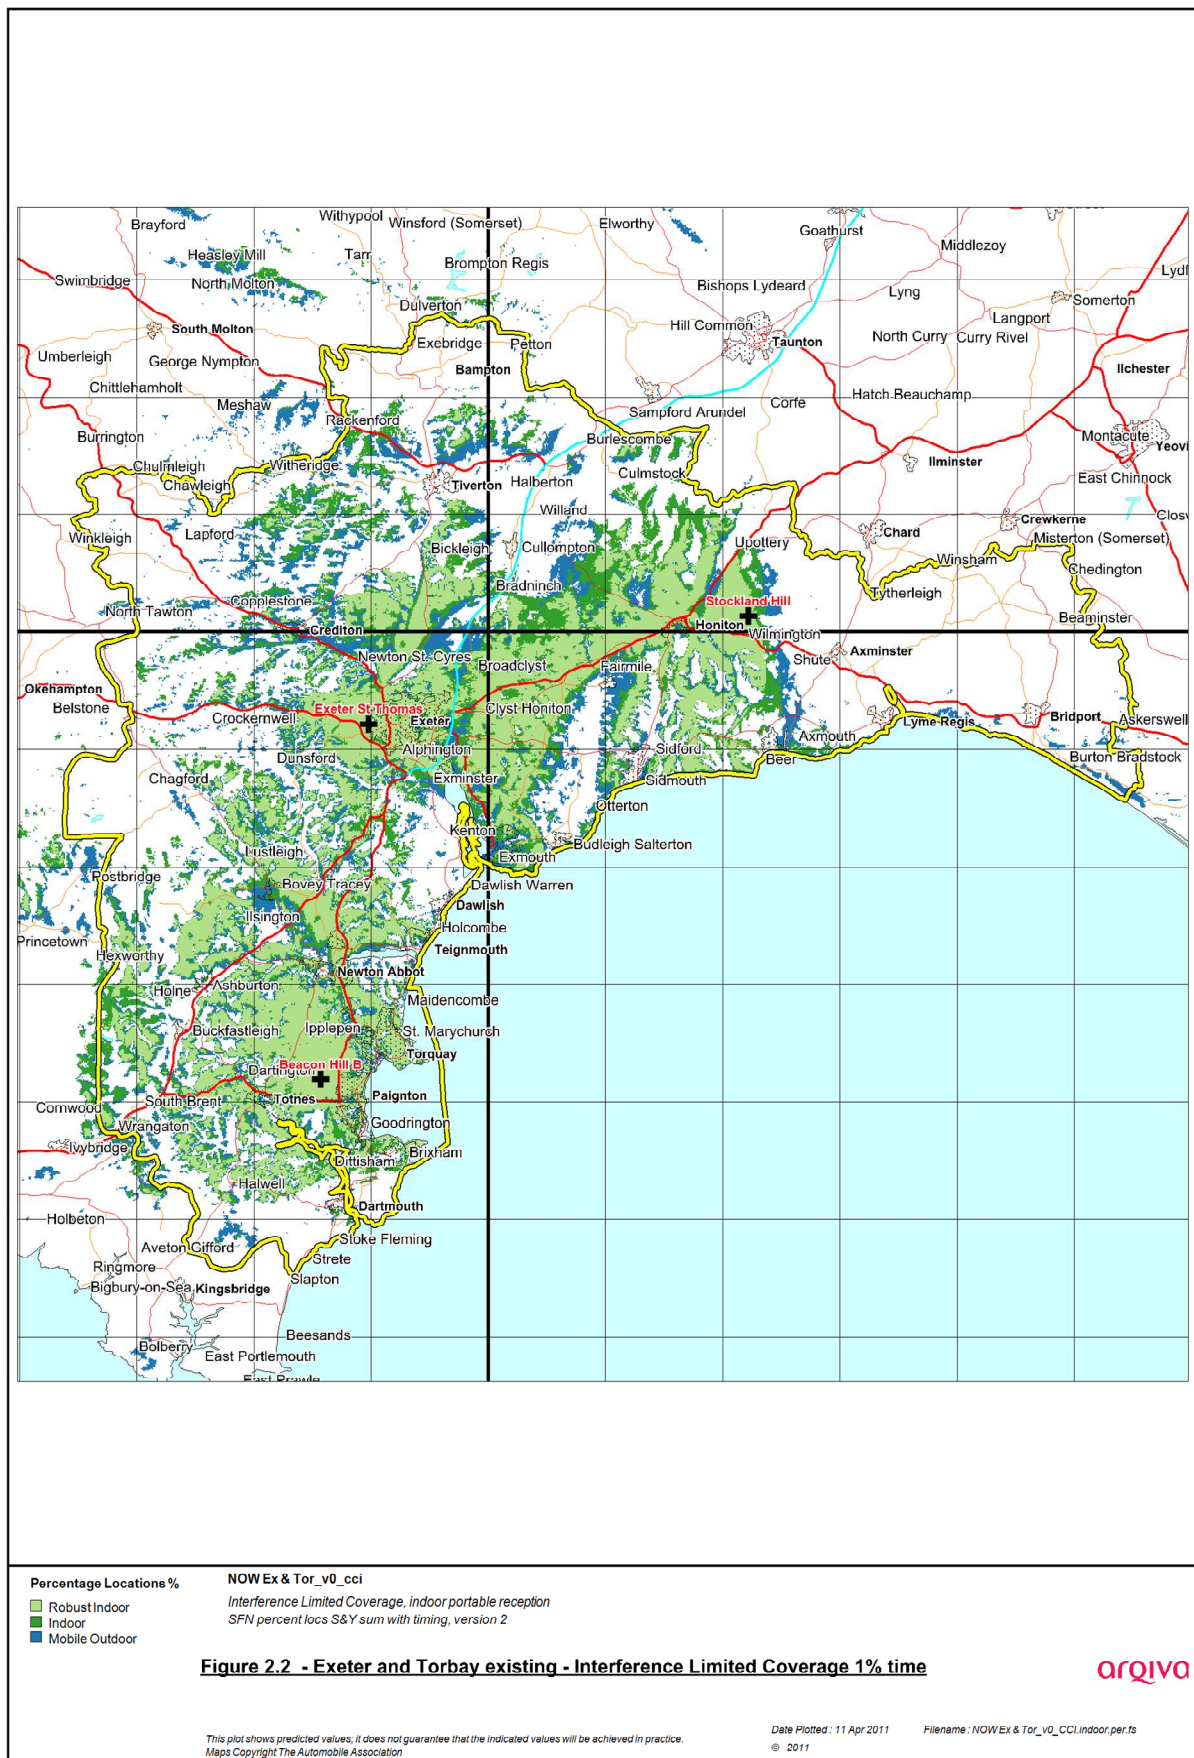 Withypool
Winsford (Somerset)
Elworthy
Goathurst
Brayford
Middlezoy
Heasley Mill
Tarr
Brompton Regis
Lydf
Swimbridge
North Molton
Bishops Lydeard
Lyng
Somerton
Dulverton
Langport
South Molton
Hill Common
Exebridge
Petton
Taunton
North Curry
Curry Rivel
Umberleigh
George Nympton
Bampton
Ilchester
Chittlehamholt
Hatch Beauchamp
Meshaw
Corfe
Sampford Arundel
Rackenford
Burrington
Burlescombe
Montacute
Yeovi
Chulmleigh
Witheridge
Culmstock
Ilminster
Chawleigh
Tiverton
Halberton
East Chinnock
Willand
Crewkerne
Closw
Lapford
Chard
Winkleigh
Bickleigh
Cullompton
Upottery
Misterton (Somerset)
Winsham
Chedington
Bradninch
Tytherleigh
North Tawton
Copplestone
Stockland Hill
Beaminster
Crediton
Honiton
Wilmington
Newton St. Cyres
Broadclyst
Fairmile
Shute
Axminster
Okehampton
Belstone
Exeter St Thomas
Clyst Honiton
Crockernwell
Exeter
Lyme Regis
Bridport
Askerswell
Alphington
Sidford
Axmouth
Dunsford
Beer
Burton Bradstock
Chagford
Exminster
Sidmouth
Otterton
Kenton
Budleigh Salterton
Lustleigh
Exmouth
Postbridge
Bovey Tracey
Dawlish Warren
Ilsington
Dawlish
Holcombe
Princetown
Teignmouth
Hexworthy
Newton Abbot
Holne
Ashburton
Maidencombe
Buckfastleigh
Ipplepen
St. Marychurch
Torquay
Dartington
Beacon Hill B
Totnes
Paignton
Cornwood
South Brent
Wrangaton
Goodrington
Ivybridge
Brixham
Dittisham
Halwell
Dartmouth
Holbeton
Stoke Fleming
Aveton Gifford
Strete
Ringmore
Slapton
Bigbury-on-Sea
Kingsbridge
Beesands
Bolberry
East Portlemouth
East Prawle
Percentage Locations %
Robust Indoor
Indoor
Mobile Outdoor
NOW Ex & Tor_v0_cci
Interference Limited Coverage, indoor portable reception
SFN percent locs S&Y sum with timing, version 2
Figure 2.2 - Exeter and Torbay existing - Interference Limited Coverage 1% time
arqiva
This plot shows predicted values; it does not guarantee that the indicated values will be achieved in practice.
Maps Copyright The Automobile Association
Date Plotted : 11 Apr 2011
Filename : NOW Ex & Tor_v0_CCI.indoor.per.fs
© 2011